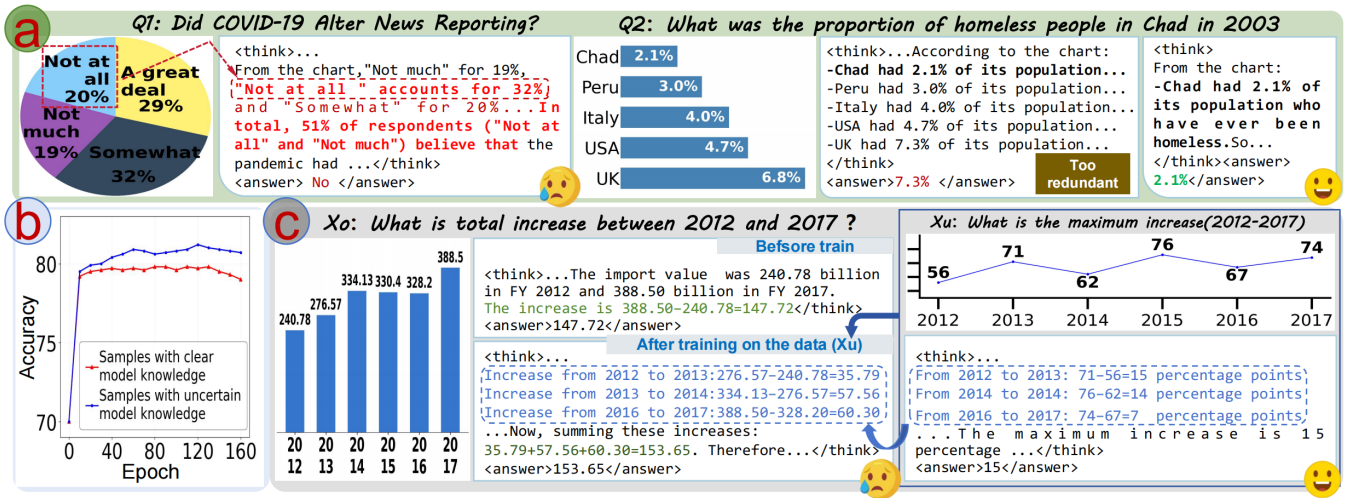 a
Q1: Did COVID-19 Alter News Reporting?
Not at
all
20%
A great
deal
29%
Not
much
19%
Somewhat
32%
<think>...
From the chart,"Not much" for 19%,
"Not at all " accounts for 32%,
and "Somewhat" for 20%...In
total, 51% of respondents ("Not at
all" and "Not much") believe that the
pandemic had ...</think>
<answer> No </answer>
Q2: What was the proportion of homeless people in Chad in 2003
Chad 2.1%
Peru 3.0%
Italy 4.0%
USA 4.7%
UK 6.8%
<think>...According to the chart:
-Chad had 2.1% of its population...
-Peru had 3.0% of its population...
-Italy had 4.0% of its population...
-USA had 4.7% of its population...
-UK had 7.3% of its population...
</think>
<answer>7.3% </answer>
Too
redundant
<think>
From the chart:
-Chad had 2.1% of
its population who
have ever been
homeless.So...
</think><answer>
2.1%</answer>
b
Accuracy
80
70
Samples with clear
model knowledge
Samples with uncertain
model knowledge
0 40 80 120 160
Epoch
c
Xo: What is total increase between 2012 and 2017 ?
240.78
276.57
334.13
330.4
328.2
388.5
20 20 20 20 20 20
12 13 14 15 16 17
Befsore train
<think>...The import value was 240.78 billion
in FY 2012 and 388.50 billion in FY 2017.
The increase is 388.50-240.78=147.72</think>
<answer>147.72</answer>
After training on the data (Xu)
<think>...
Increase from 2012 to 2013:276.57-240.78=35.79
Increase from 2013 to 2014:334.13-276.57=57.56
Increase from 2016 to 2017:388.50-328.20=60.30
...Now, summing these increases:
35.79+57.56+60.30=153.65. Therefore...</think>
<answer>153.65</answer>
Xu: What is the maximum increase(2012-2017)
56 71 62 76 67 74
2012 2013 2014 2015 2016 2017
<think>...
From 2012 to 2013: 71-56=15 percentage points
From 2014 to 2014: 76-62=14 percentage points
From 2016 to 2017: 74-67=7 percentage points
...The maximum increase is 15
percentage ...</think>
<answer>15</answer>